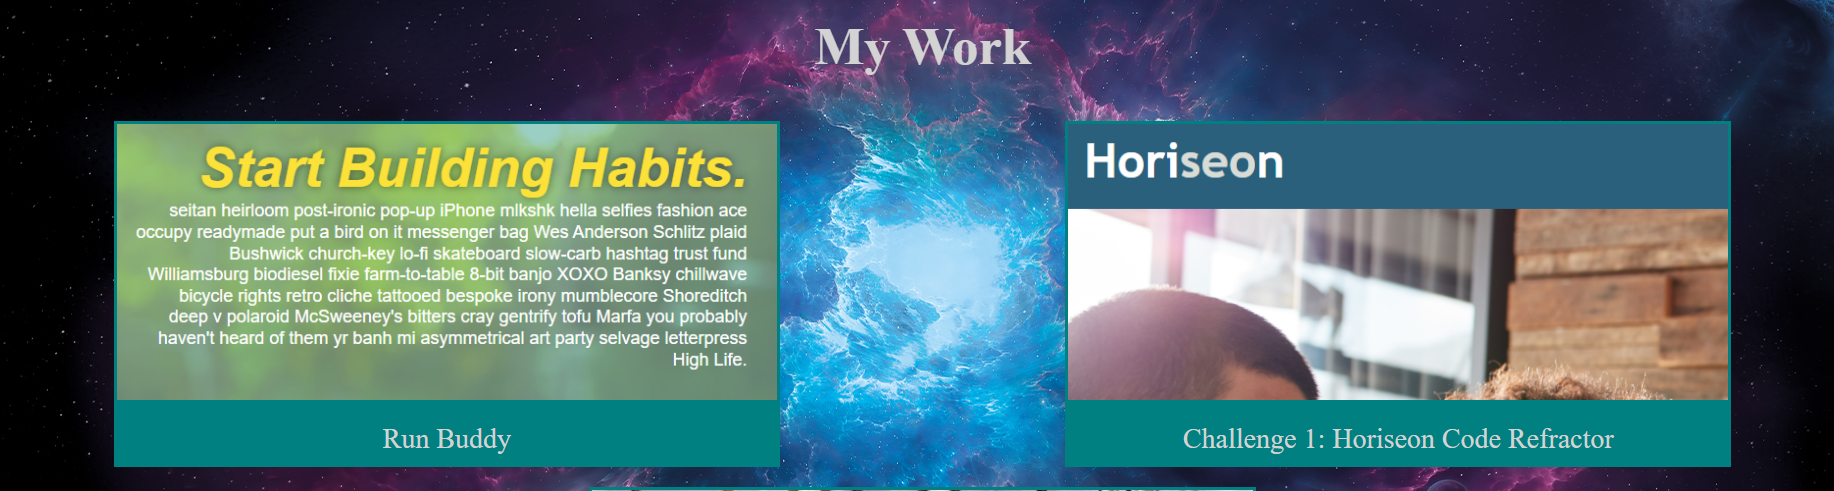 My Work
Start Building Habits.
seitan heirloom post-ironic pop-up iPhone mlkshk hella selfies fashion ace
occupy readymade put a bird on it messenger bag Wes Anderson Schlitz plaid
Bushwick church-key lo-fi skateboard slow-carb hashtag trust fund
Williamsburg biodiesel fixie farm-to-table 8-bit banjo XOXO Banksy chillwave
bicycle rights retro cliche tattooed bespoke irony mumblecore Shoreditch
deep v polaroid McSweeney's bitters cray gentrify tofu Marfa you probably
haven't heard of them yr banh mi asymmetrical art party selvage letterpress
High Life.
Run Buddy
Horiseon
Challenge 1: Horiseon Code Refractor